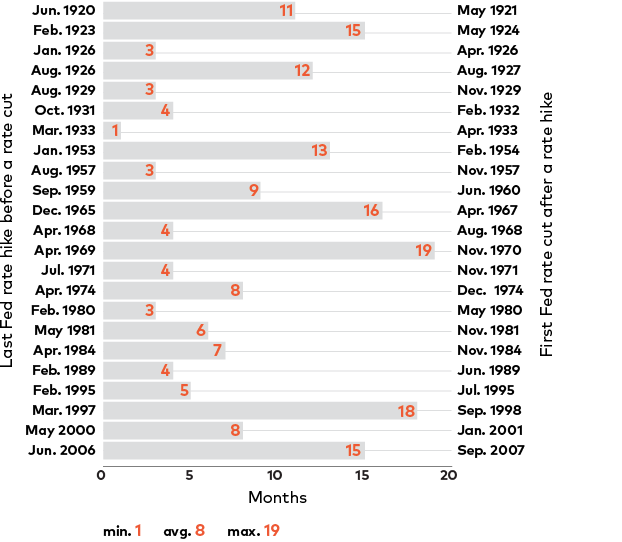 Last Fed rate hike before a rate cut
First Fed rate cut after a rate hike
Jun. 1920 11 May 1921
Feb. 1923 15 May 1924
Jan. 1926 3 Apr. 1926
Aug. 1926 12 Aug. 1927
Aug. 1929 3 Nov. 1929
Oct. 1931 4 Feb. 1932
Mar. 1933 1 Apr. 1933
Jan. 1953 13 Feb. 1954
Aug. 1957 3 Nov. 1957
Sep. 1959 9 Jun. 1960
Dec. 1965 16 Apr. 1967
Apr. 1968 4 Aug. 1968
Apr. 1969 19 Nov. 1970
Jul. 1971 4 Nov. 1971
Apr. 1974 8 Dec. 1974
Feb. 1980 3 May 1980
May 1981 6 Nov. 1981
Apr. 1984 7 Nov. 1984
Feb. 1989 4 Jun. 1989
Feb. 1995 5 Jul. 1995
Mar. 1997 18 Sep. 1998
May 2000 8 Jan. 2001
Jun. 2006 15 Sep. 2007
0 5 10 15 20
Months
min. 1 avg. 8 max. 19